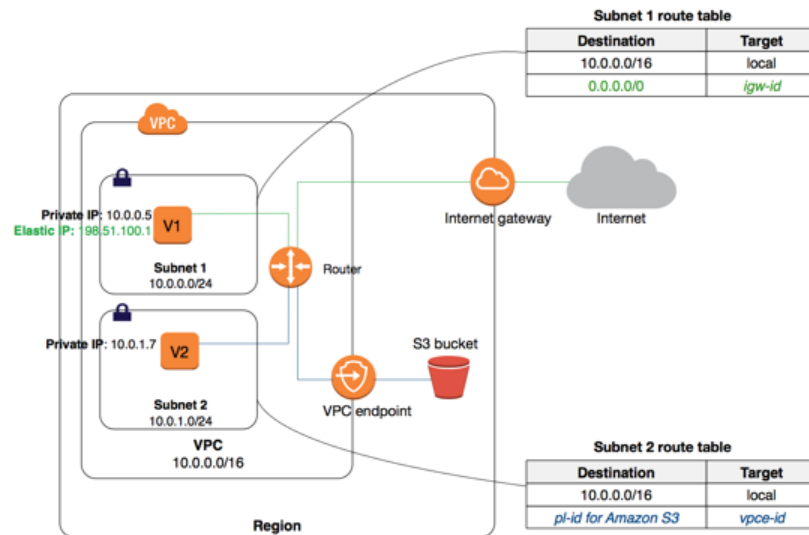 Subnet 1 route table
Destination Target
10.0.0.0/16 local
0.0.0.0/0 igw-id
VPC
Private IP: 10.0.0.5
Elastic IP: 198.51.100.1
V1
Subnet 1
10.0.0.0/24
Internet gateway
Internet
Router
Private IP: 10.0.1.7
V2
Subnet 2
10.0.1.0/24
S3 bucket
VPC endpoint
VPC
10.0.0.0/16
Region
Subnet 2 route table
Destination Target
10.0.0.0/16 local
pl-id for Amazon S3 vpce-id